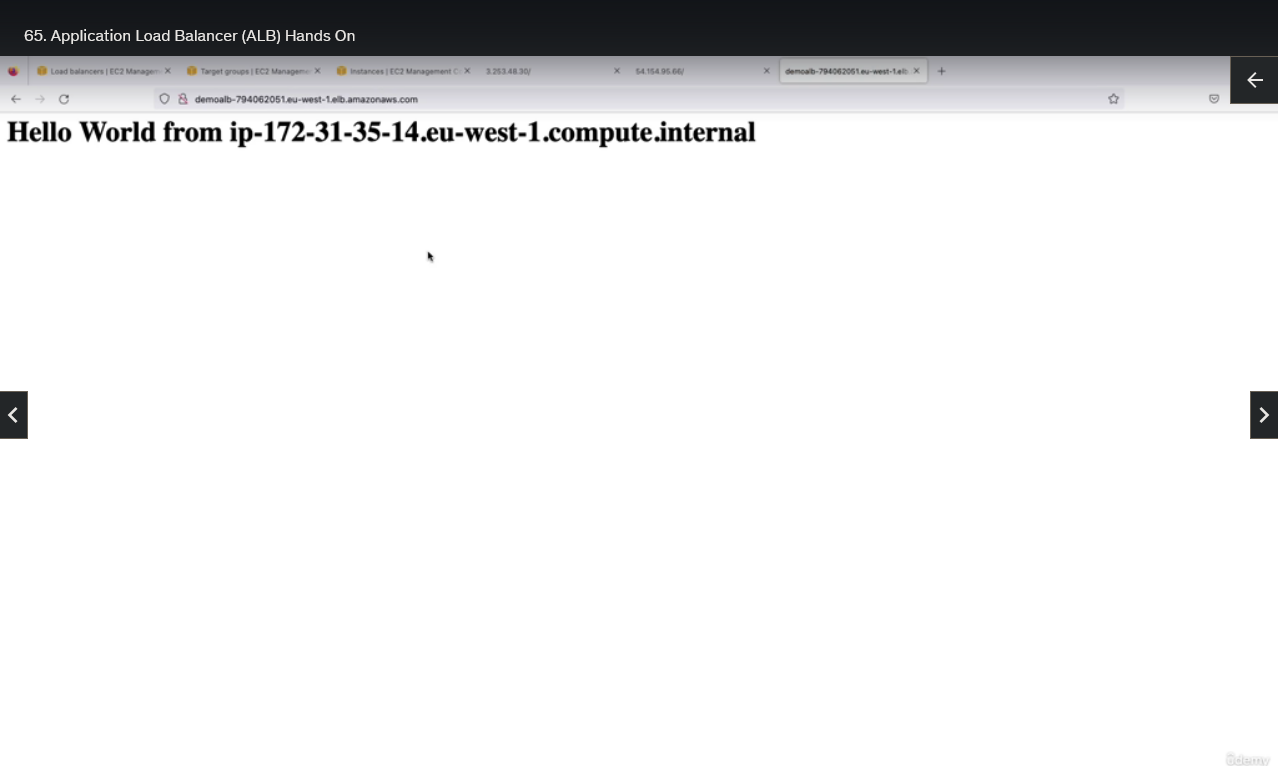 65. Application Load Balancer (ALB) Hands On
Load balancers | EC2 Managem
Target groups | EC2 Manageme
Instances | EC2 Management C
3.253.48.30/
54.154.95.66/
demoalb-794062051.eu-west-1.elb
demoalb-794062051.eu-west-1.elb.amazonaws.com
Hello World from ip-172-31-35-14.eu-west-1.compute.internal
ûdemy